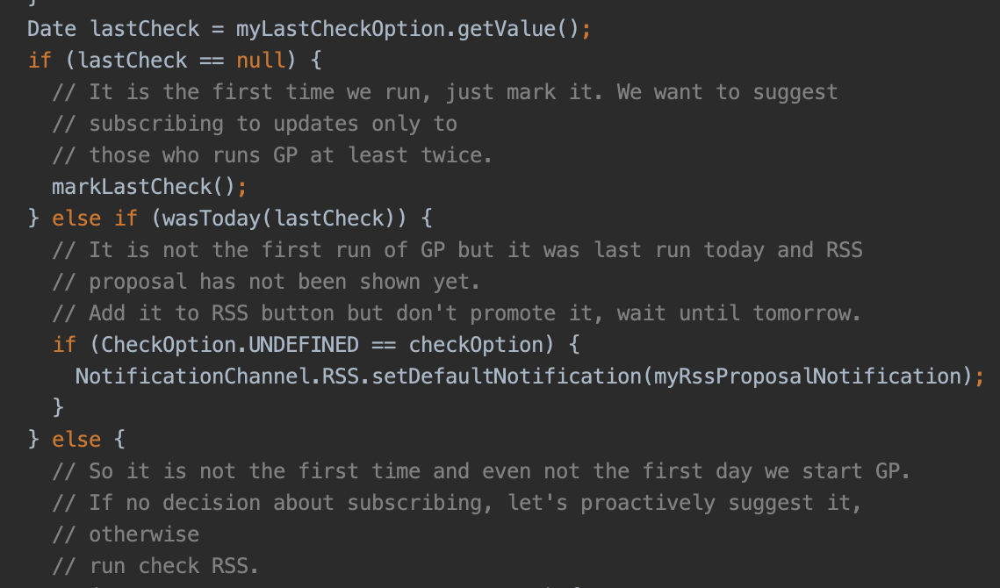 }
Date lastCheck = myLastCheckOption.getValue();
if (lastCheck == null) {
// It is the first time we run, just mark it. We want to suggest
// subscribing to updates only to
// those who runs GP at least twice.
markLastCheck();
} else if (wasToday(lastCheck)) {
// It is not the first run of GP but it was last run today and RSS
// proposal has not been shown yet.
// Add it to RSS button but don't promote it, wait until tomorrow.
if (CheckOption.UNDEFINED == checkOption) {
NotificationChannel.RSS.setDefaultNotification(myRssProposalNotification);
}
} else {
// So it is not the first time and even not the first day we start GP.
// If no decision about subscribing, let's proactively suggest it,
// otherwise
// run check RSS.